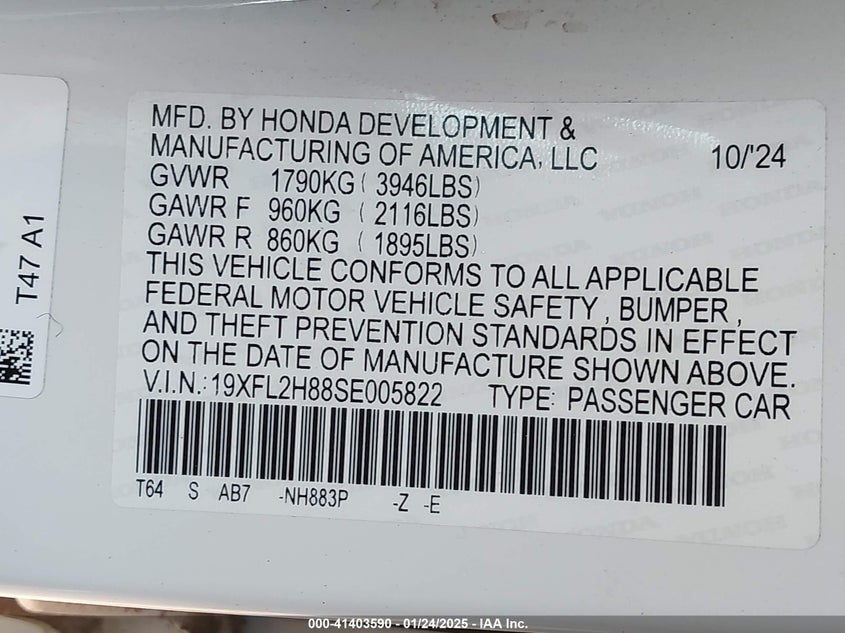 MFD. BY HONDA DEVELOPMENT &
MANUFACTURING OF AMERICA, LLC 10/'24
GVWR 1790KG ( 3946LBS)
GAWR F 960KG ( 2116LBS)
GAWR R 860KG ( 1895LBS)
THIS VEHICLE CONFORMS TO ALL APPLICABLE
FEDERAL MOTOR VEHICLE SAFETY , BUMPER ,
AND THEFT PREVENTION STANDARDS IN EFFECT
ON THE DATE OF MANUFACTURE SHOWN ABOVE.
V.I.N.: 19XFL2H88SE005822 TYPE: PASSENGER CAR
T64 S AB7 -NH883P -Z -E
T47 A1
000-41403590 - 01/24/2025 - IAA Inc.